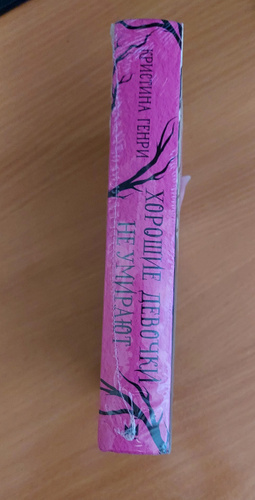 КРИСТИНА ГЕНРИ
ХОРОШИЕ ДЕВОЧКИ
НЕ УМИРАЮТ